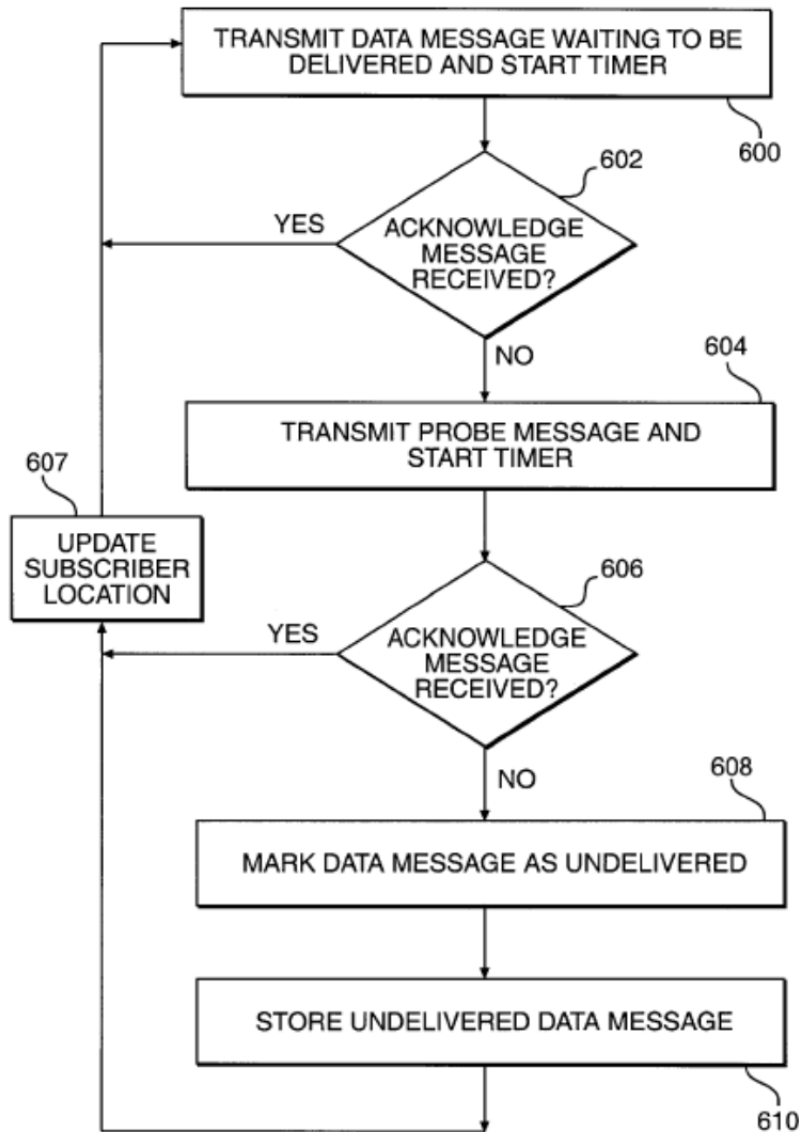 TRANSMIT DATA MESSAGE WAITING TO BE
DELIVERED AND START TIMER
600
602
YES
ACKNOWLEDGE
MESSAGE
RECEIVED?
NO
604
TRANSMIT PROBE MESSAGE AND
START TIMER
607
UPDATE
SUBSCRIBER
LOCATION
606
YES
ACKNOWLEDGE
MESSAGE
RECEIVED?
NO
608
MARK DATA MESSAGE AS UNDELIVERED
STORE UNDELIVERED DATA MESSAGE
610